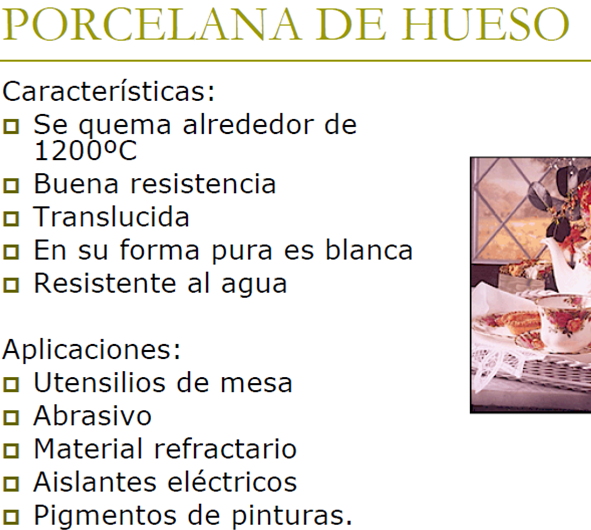 PORCELANA DE HUESO
Características:
Se quema alrededor de
1200ºC
Buena resistencia
Translucida
En su forma pura es blanca
Resistente al agua
Aplicaciones:
Utensilios de mesa
Abrasivo
Material refractario
Aislantes eléctricos
Pigmentos de pinturas.